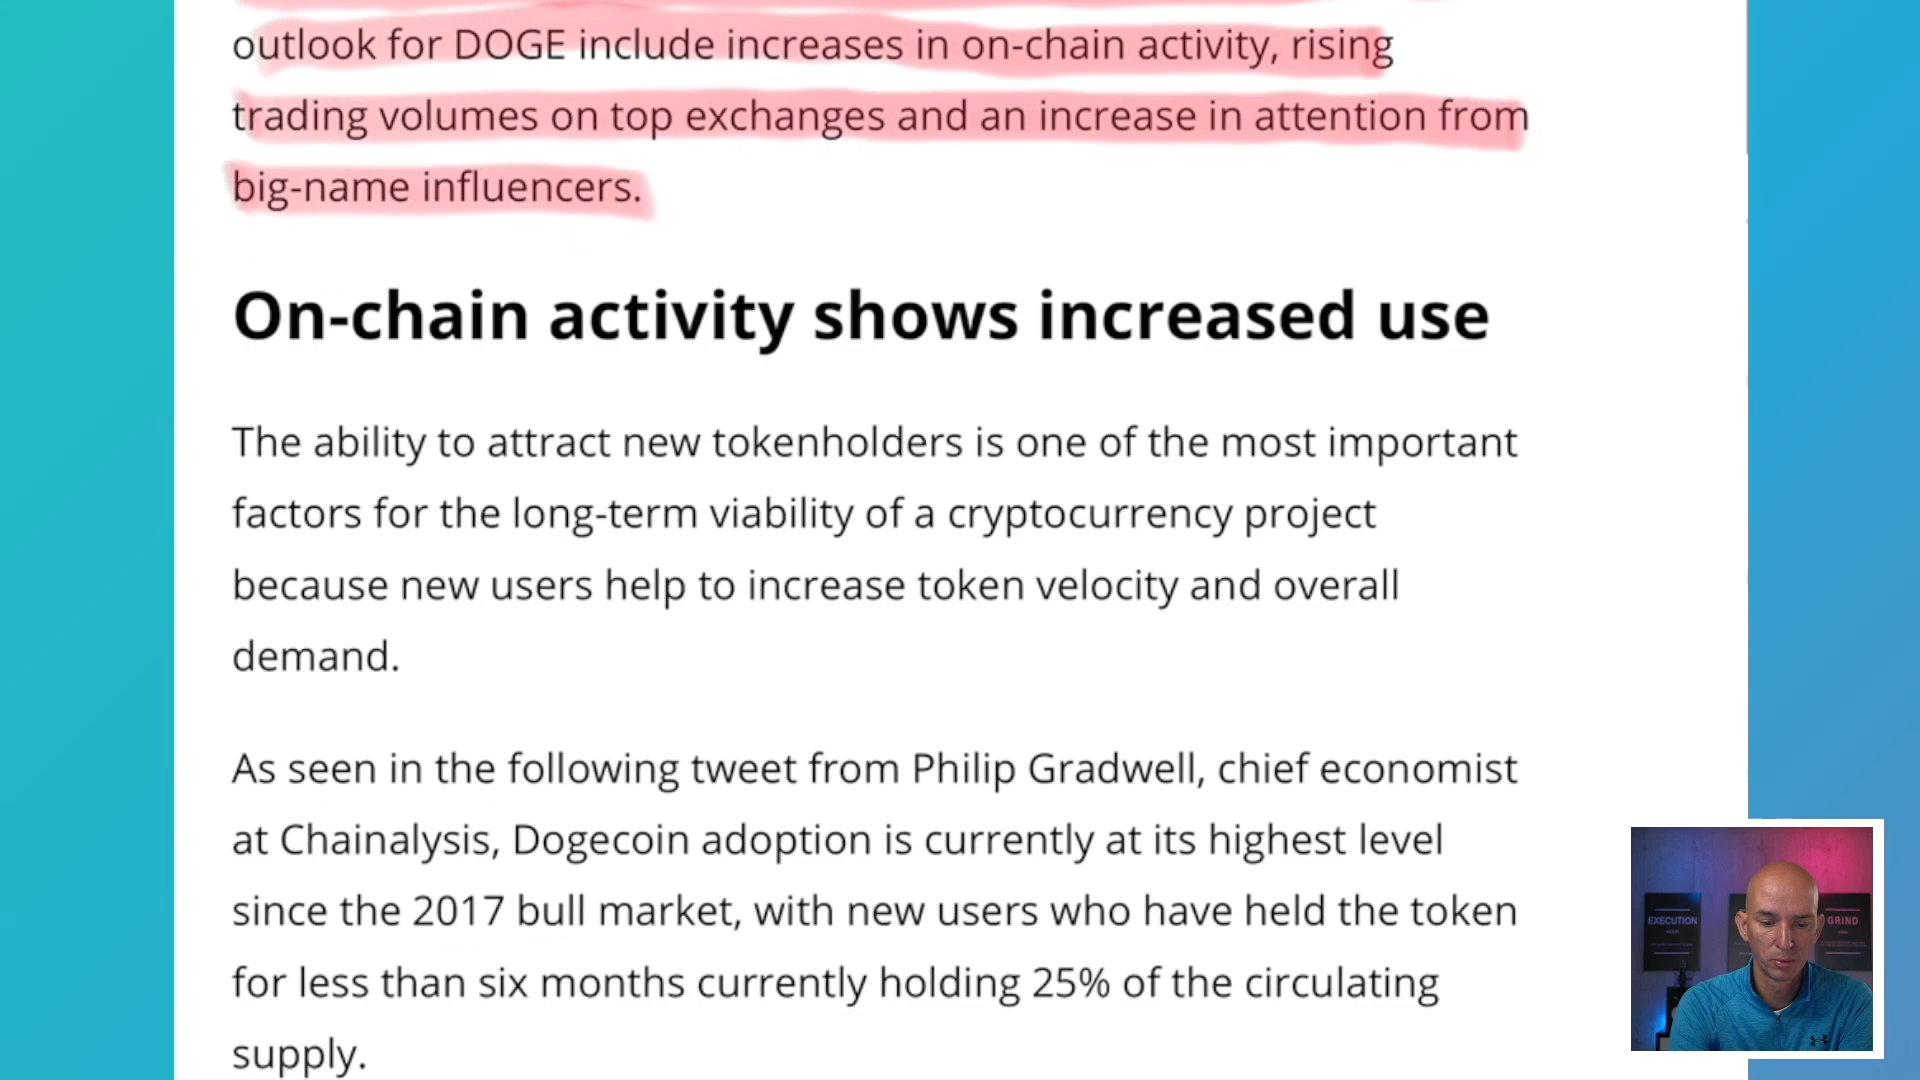 outlook for DOGE include increases in on-chain activity, rising
trading volumes on top exchanges and an increase in attention from
big-name influencers.
On-chain activity shows increased use
The ability to attract new tokenholders is one of the most important
factors for the long-term viability of a cryptocurrency project
because new users help to increase token velocity and overall
demand.
As seen in the following tweet from Philip Gradwell, chief economist
at Chainalysis, Dogecoin adoption is currently at its highest level
since the 2017 bull market, with new users who have held the token
for less than six months currently holding 25% of the circulating
supply.
EXECUTION
GRIND